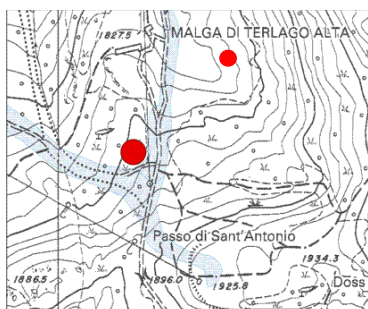 1827.5
MALGA DI TERLAGO ALTA
Passo di Sant'Antonio
1934.3
1886.5
1896.0
1925.8
Doss